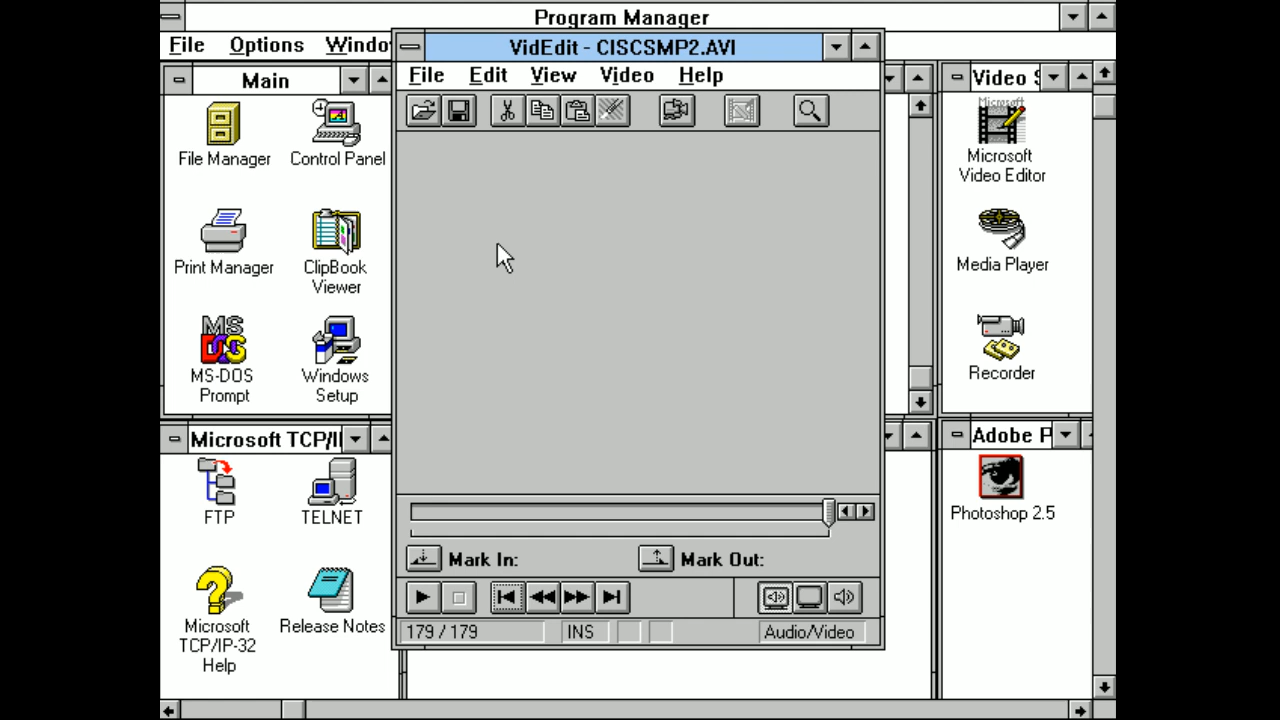 Program Manager
File Options Windo
VidEdit - CISCSMP2.AVI
File Edit View Video Help
Main
File Manager
Control Panel
Print Manager
ClipBook
Viewer
MS
DOS
MS-DOS
Prompt
Windows
Setup
Video S
Microsoft
Microsoft
Video Editor
Media Player
Recorder
Microsoft TCP/I
FTP
TELNET
Microsoft
TCP/IP-32
Help
Release Notes
Adobe P
Photoshop 2.5
Mark In:
Mark Out:
179 / 179
INS
Audio/Video